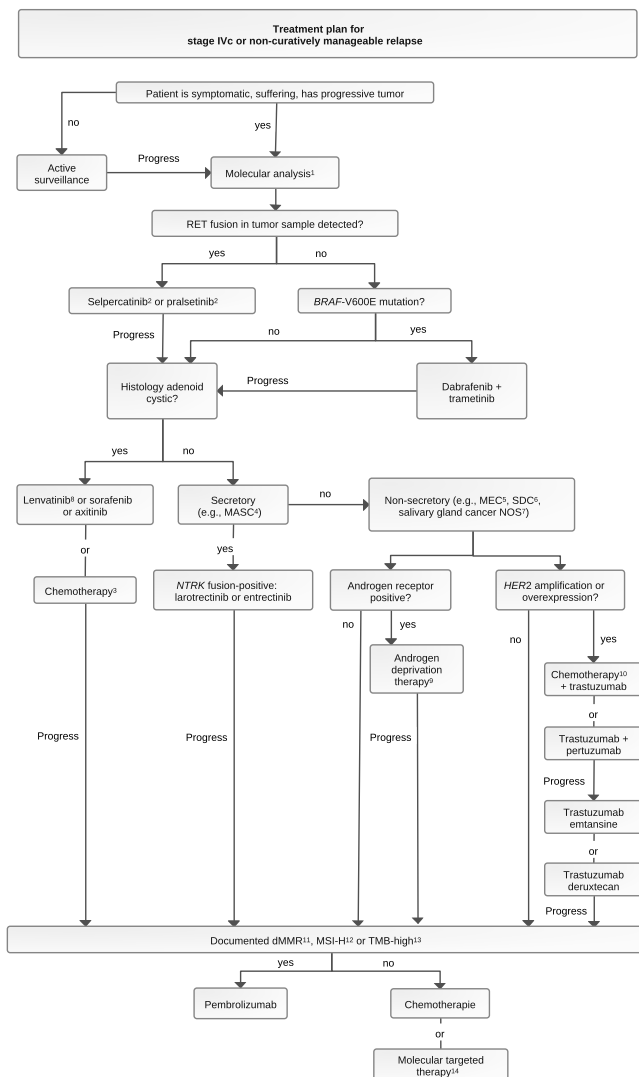 Treatment plan for
stage IVc or non-curatively manageable relapse
Patient is symptomatic, suffering, has progressive tumor
no
yes
Active
surveillance
Progress
Molecular analysis¹
RET fusion in tumor sample detected?
yes
no
Selpercatinib² or pralsetinib²
BRAF-V600E mutation?
Progress
no
yes
Histology adenoid
cystic?
Progress
Dabrafenib +
trametinib
yes
no
Lenvatinib⁸ or sorafenib
or axitinib
Secretory
(e.g., MASC⁴)
no
Non-secretory (e.g., MEC⁵, SDC⁶,
salivary gland cancer NOS⁷)
or
yes
Chemotherapy³
NTRK fusion-positive:
larotrectinib or entrectinib
Androgen receptor
positive?
HER2 amplification or
overexpression?
no
yes
no
yes
Androgen
deprivation
therapy⁹
Chemotherapy¹⁰
+ trastuzumab
or
Trastuzumab +
pertuzumab
Progress
Progress
Progress
Progress
Trastuzumab
emtansine
or
Trastuzumab
deruxtecan
Progress
Documented dMMR¹¹, MSI-H¹² or TMB-high¹³
yes
no
Pembrolizumab
Chemotherapie
or
Molecular targeted
therapy¹⁴